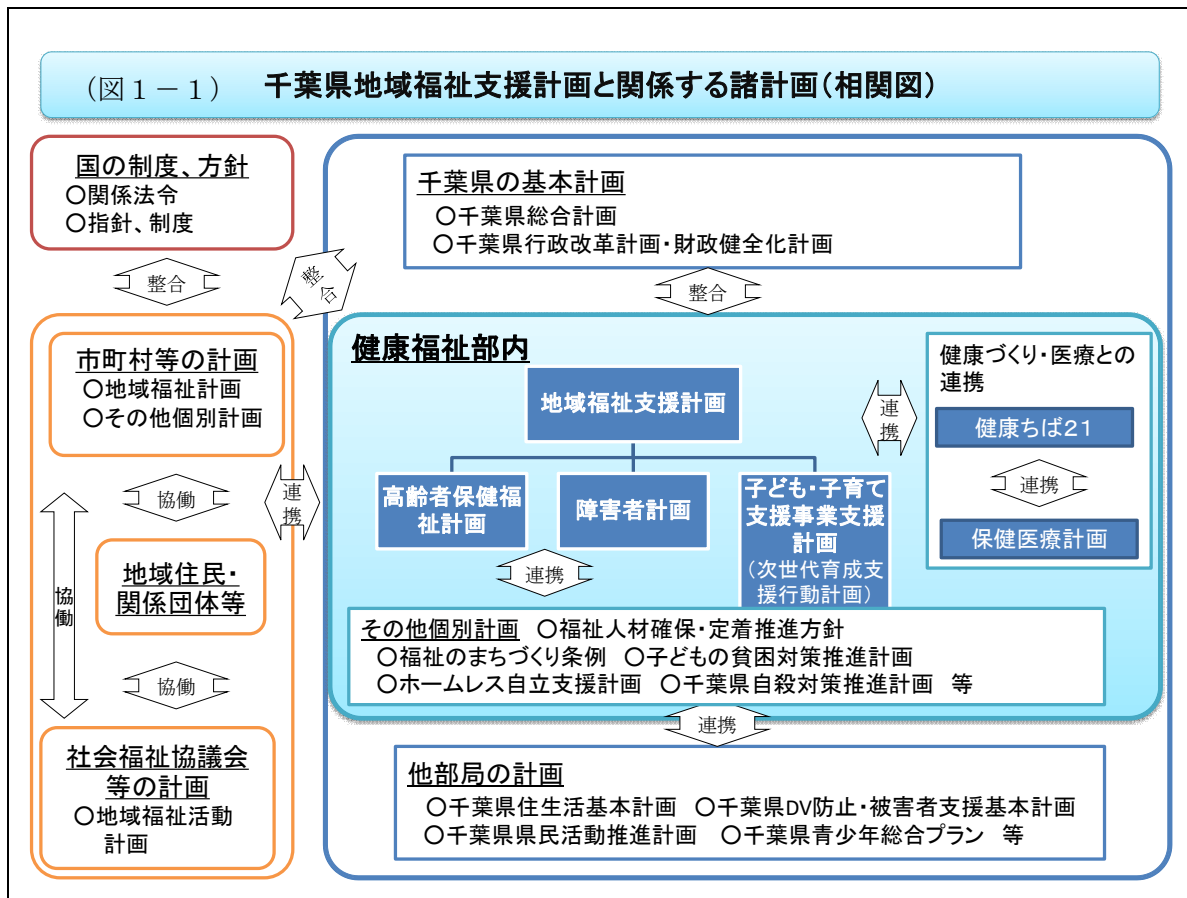 (図1-1) 千葉県地域福祉支援計画と関係する諸計画(相関図)
国の制度、方針
○関係法令
○指針、制度
整合
整合
市町村等の計画
○地域福祉計画
○その他個別計画
協働
連携
協働
地域住民・
関係団体等
協働
社会福祉協議会
等の計画
○地域福祉活動
計画
千葉県の基本計画
○千葉県総合計画
○千葉県行政改革計画・財政健全化計画
整合
健康福祉部内
地域福祉支援計画
高齢者保健福
祉計画
障害者計画
子ども・子育て
支援事業支援
計画
(次世代育成支
援行動計画)
連携
連携
健康づくり・医療との
連携
健康ちば21
連携
保健医療計画
その他個別計画 ○福祉人材確保・定着推進方針
○福祉のまちづくり条例 ○子どもの貧困対策推進計画
○ホームレス自立支援計画 ○千葉県自殺対策推進計画 等
連携
他部局の計画
○千葉県住生活基本計画 ○千葉県DV防止・被害者支援基本計画
○千葉県県民活動推進計画 ○千葉県青少年総合プラン 等